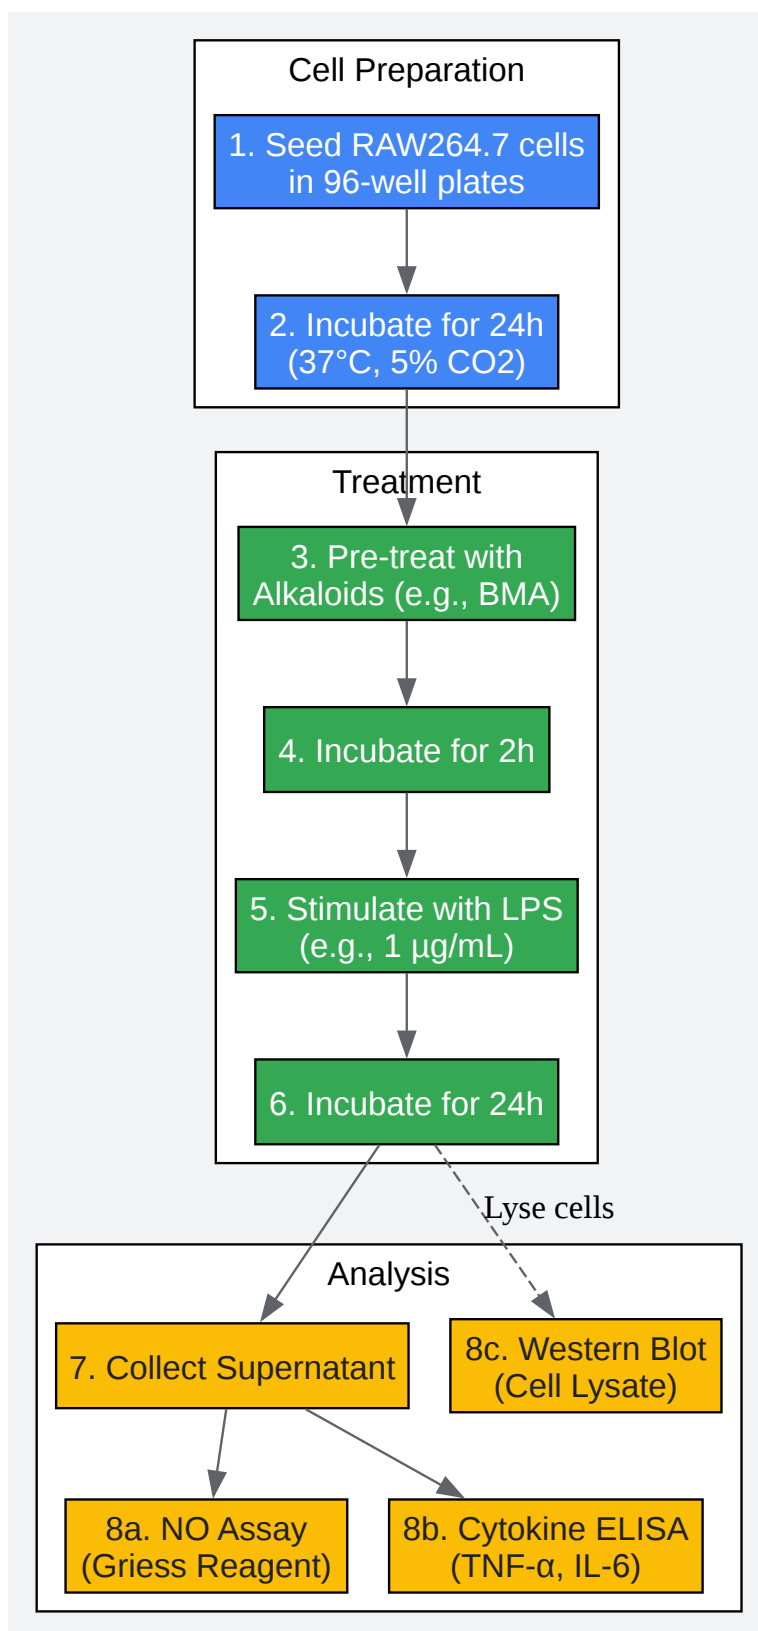 Cell Preparation
1. Seed RAW264.7 cells
in 96-well plates
2. Incubate for 24h
(37°C, 5% CO2)
Treatment
3. Pre-treat with
Alkaloids (e.g., BMA)
4. Incubate for 2h
5. Stimulate with LPS
(e.g., 1 µg/mL)
6. Incubate for 24h
Lyse cells
Analysis
7. Collect Supernatant
8c. Western Blot
(Cell Lysate)
8a. NO Assay
(Griess Reagent)
8b. Cytokine ELISA
(TNF-α, IL-6)